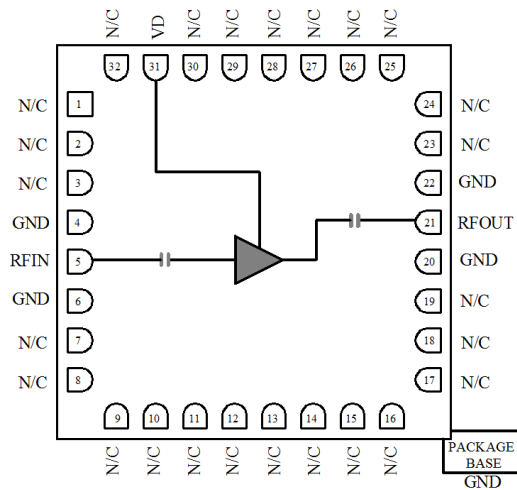 N/C VD N/C N/C N/C N/C N/C N/C
32 31 30 29 28 27 26 25
N/C 1 24 N/C
N/C 2 23 N/C
N/C 3 22 GND
GND 4 21 RFOUT
RFIN 5 20 GND
GND 6 19 N/C
N/C 7 18 N/C
N/C 8 17 N/C
9 10 11 12 13 14 15 16
N/C N/C N/C N/C N/C N/C N/C N/C
PACKAGE
BASE
GND